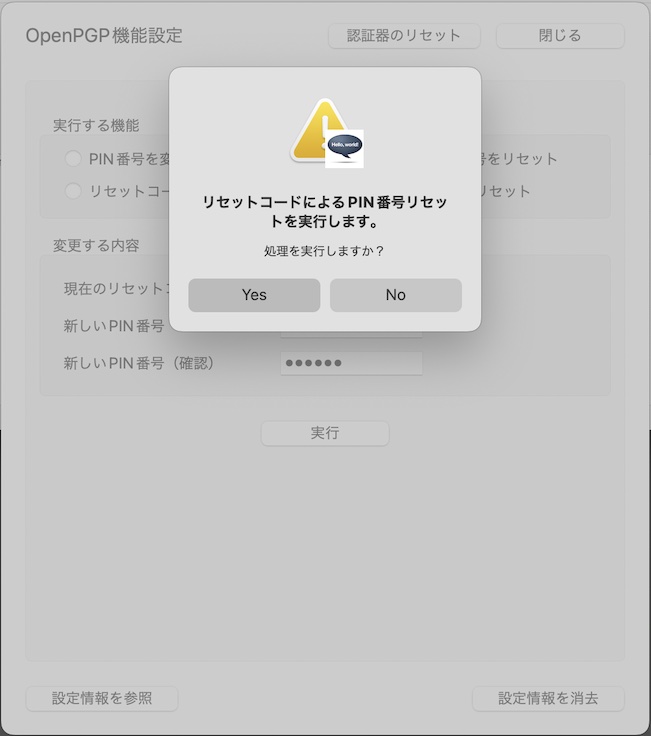 OpenPGP機能設定
認証器のリセット
閉じる
実行する機能
PIN番号を変
号をリセット
リセットコー
リセット
変更する内容
現在のリセット
新しいPIN番号
新しいPIN番号（確認）
実行
設定情報を参照
設定情報を消去
Hello, world!
リセットコードによるPIN番号リセッ
トを実行します。
処理を実行しますか？
Yes
No